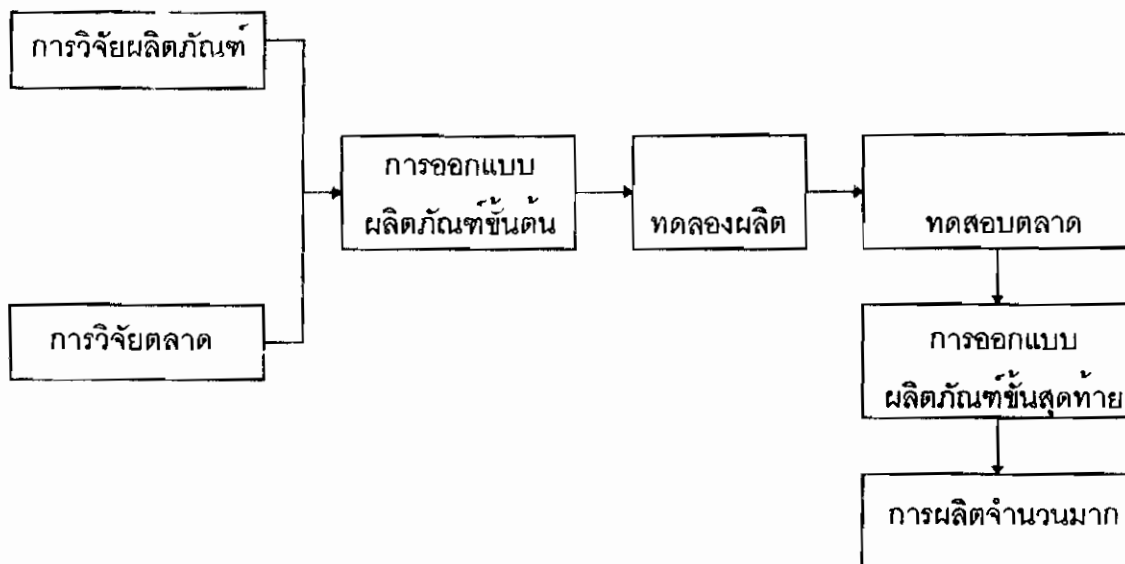 การวิจัยผลิตภัณฑ์
การออกแบบ
ผลิตภัณฑ์ขั้นต้น
ทดลองผลิต
ทดสอบตลาด
การวิจัยตลาด
การออกแบบ
ผลิตภัณฑ์ขั้นสุดท้าย
การผลิตจำนวนมาก